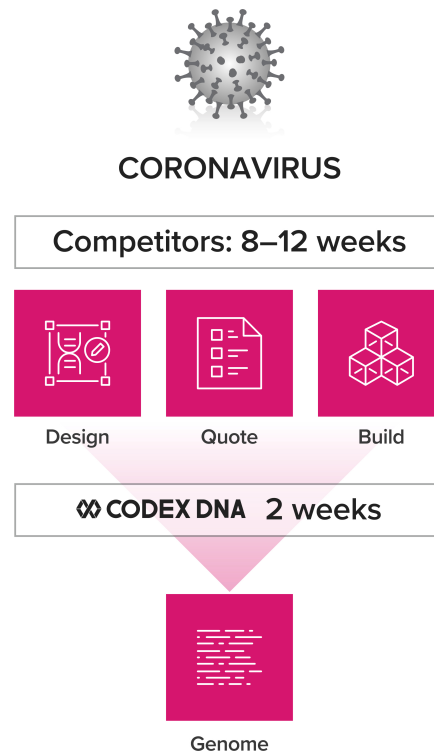 CORONAVIRUS
Competitors: 8–12 weeks
Design Quote Build
CODEX DNA 2 weeks
Genome